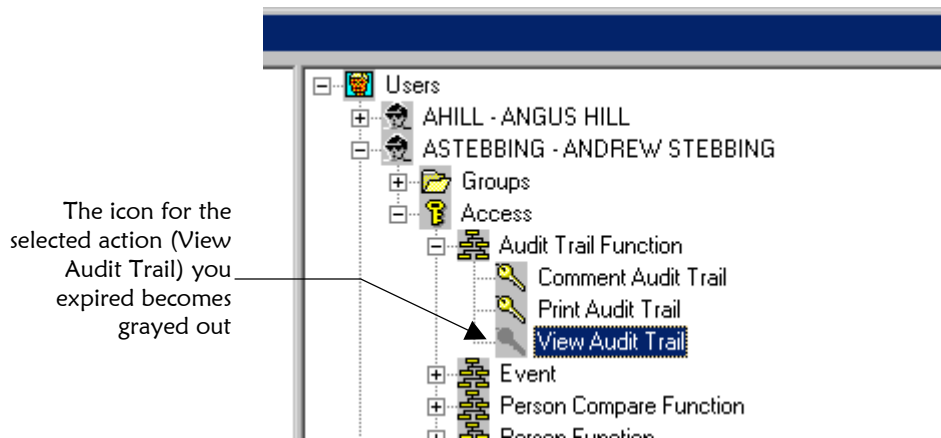 Users
AHILL - ANGUS HILL
ASTEBBING - ANDREW STEBBING
Groups
Access
Audit Trail Function
Comment Audit Trail
Print Audit Trail
View Audit Trail
Event
Person Compare Function
Person Function
The icon for the
selected action (View
Audit Trail) you
expired becomes
grayed out